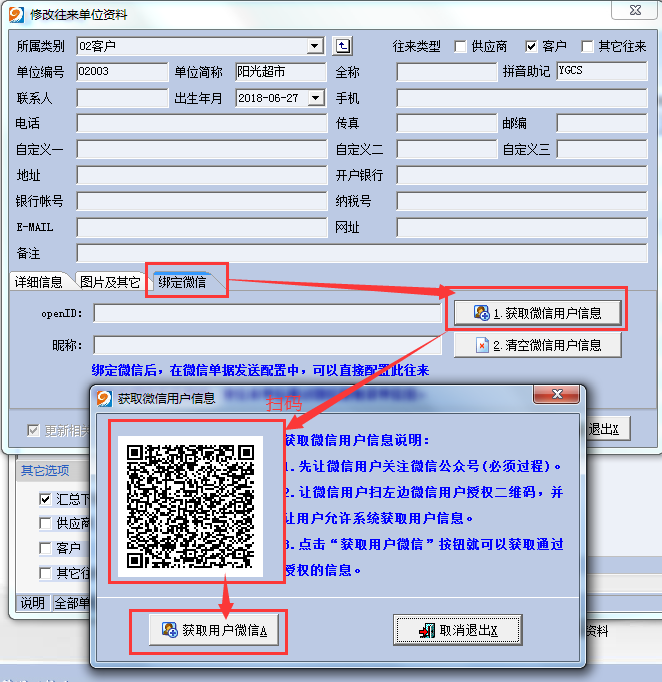 修改往来单位资料
所属类别 02客户 往来类型 供应商 客户 其它往来
单位编号 02003 单位简称 阳光超市 全称 拼音助记 YGCS
联系人 出生年月 2018-06-27 手机
电话 传真 邮编
自定义一 自定义二 自定义三
地址 开户银行
银行帐号 纳税号
E-MAIL 网址
备注
详细信息 图片及其它 绑定微信
openID: 1.获取微信用户信息
昵称: 2.清空微信用户信息
绑定微信后，在微信单据发送配置中，可以直接配置此往来
获取微信用户信息
扫码
获取微信用户信息说明:
1.先让微信用户关注微信公众号(必须过程)。
2.让微信用户扫左边微信用户授权二维码，并
让用户允许系统获取用户信息。
3.点击“获取用户微信”按钮就可以获取通过
授权的信息。
获取用户微信A 取消退出X
更新相关 退出X
其它选项
汇总下
供应商
客户
其它往
说明 全部单 资料